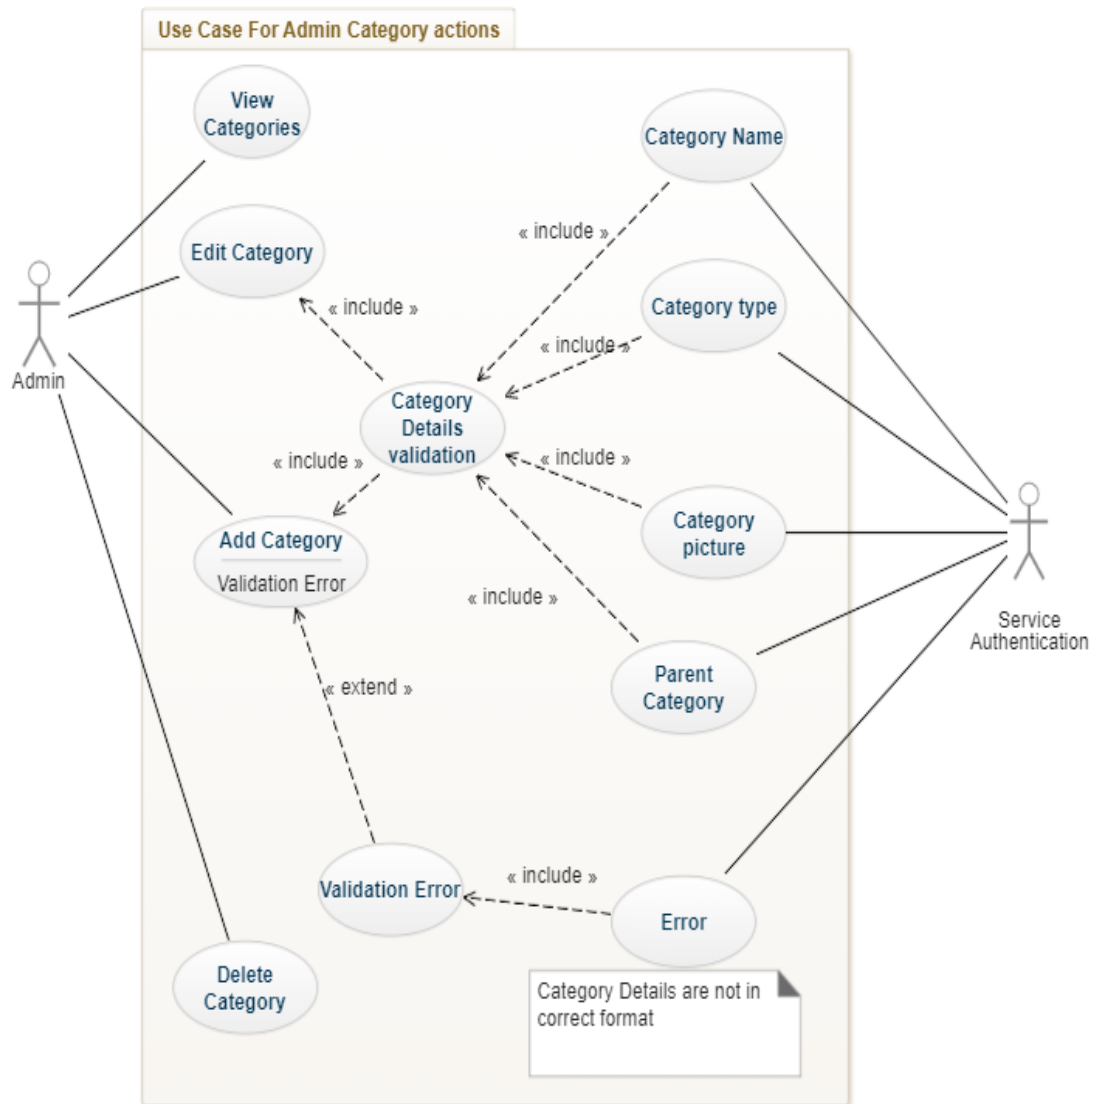 Use Case For Admin Category actions
View
Categories
Category Name
« include »
Edit Category
« include »
Category type
« include »
Admin
Category
Details
validation
« include »
« include »
Category
picture
Add Category
Validation Error
« include »
Service
Authentication
Parent
Category
« extend »
« include »
Validation Error
Error
Delete
Category
Category Details are not in
correct format